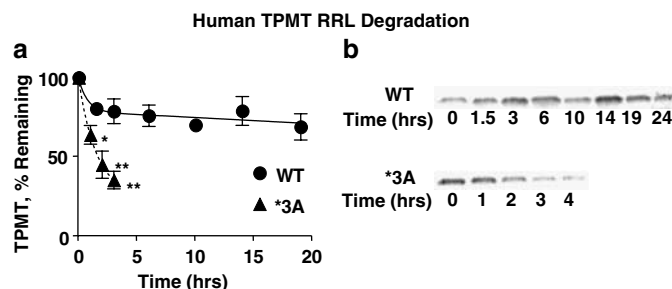 Human TPMT RRL Degradation
a
TPMT, % Remaining
100
50
0
*
**
**
WT
*3A
0 5 10 15 20
Time (hrs)
b
WT
Time (hrs) 0 1.5 3 6 10 14 19 24
*3A
Time (hrs) 0 1 2 3 4